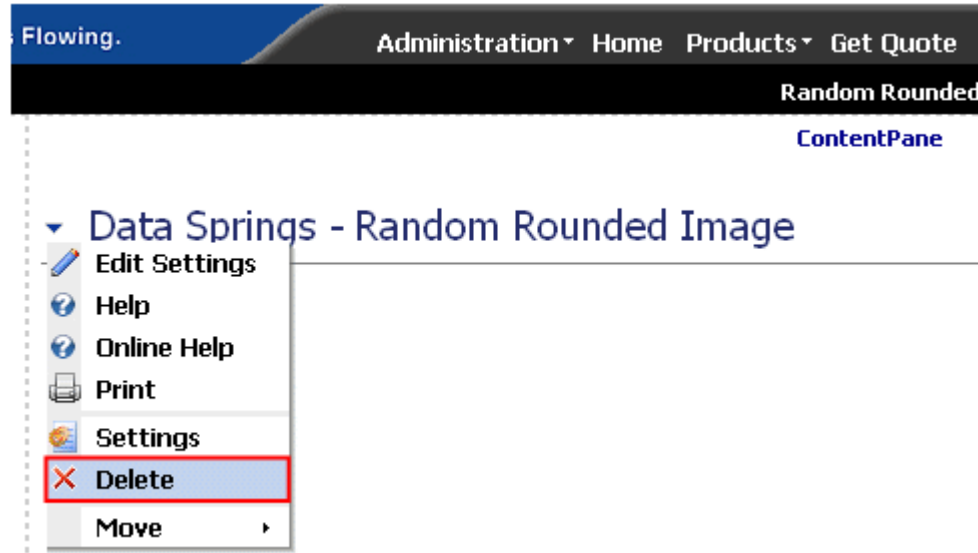 Flowing.
Administration Home Products Get Quote
Random Rounded
ContentPane
Data Springs - Random Rounded Image
Edit Settings
Help
Online Help
Print
Settings
Delete
Move